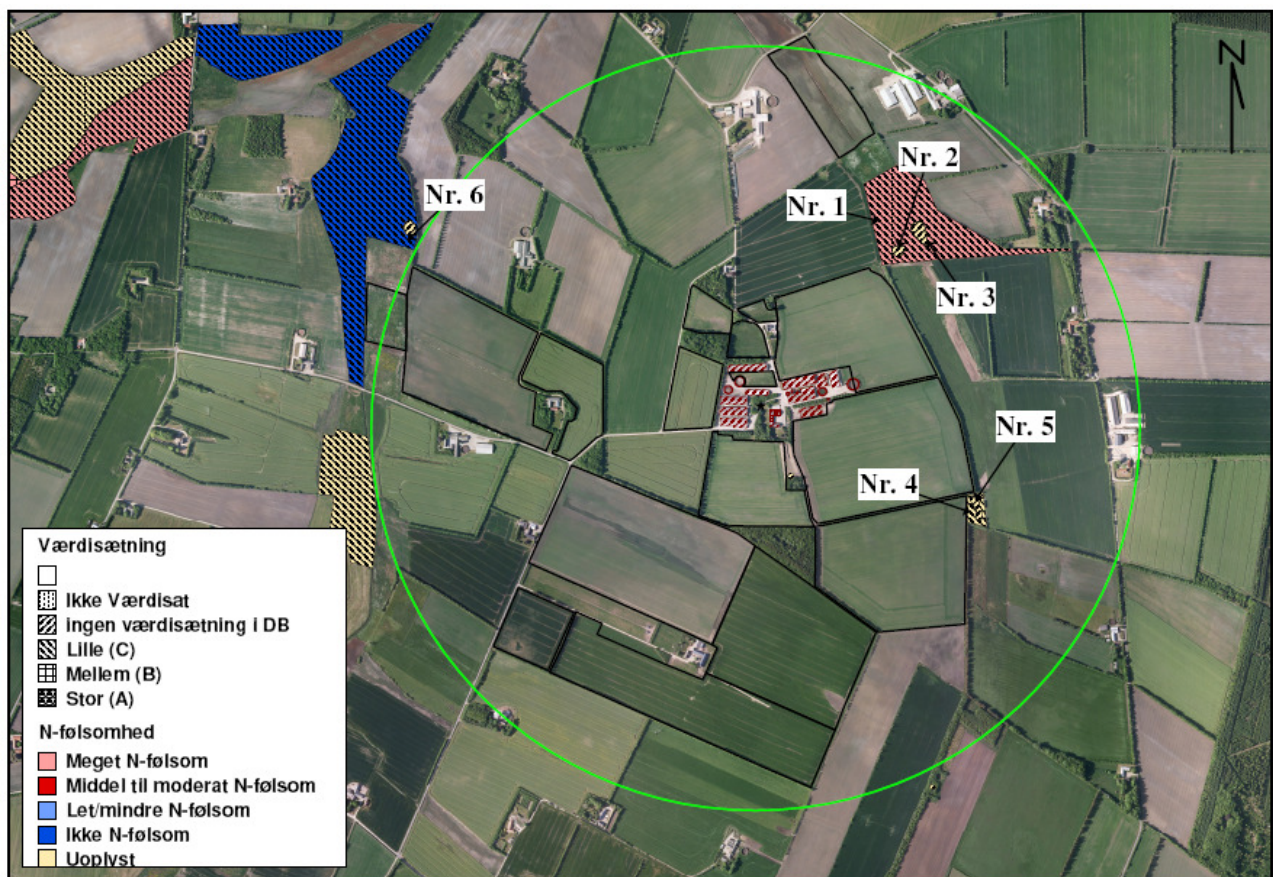 N
Nr. 2
Nr. 6
Nr. 1
Nr. 3
Nr. 5
Nr. 4
Værdisætning
Ikke Værdisat
ingen værdisætning i DB
Lille (C)
Mellem (B)
Stor (A)
N-følsomhed
Meget N-følsom
Middel til moderat N-følsom
Let/mindre N-følsom
Ikke N-følsom
Uoplyst